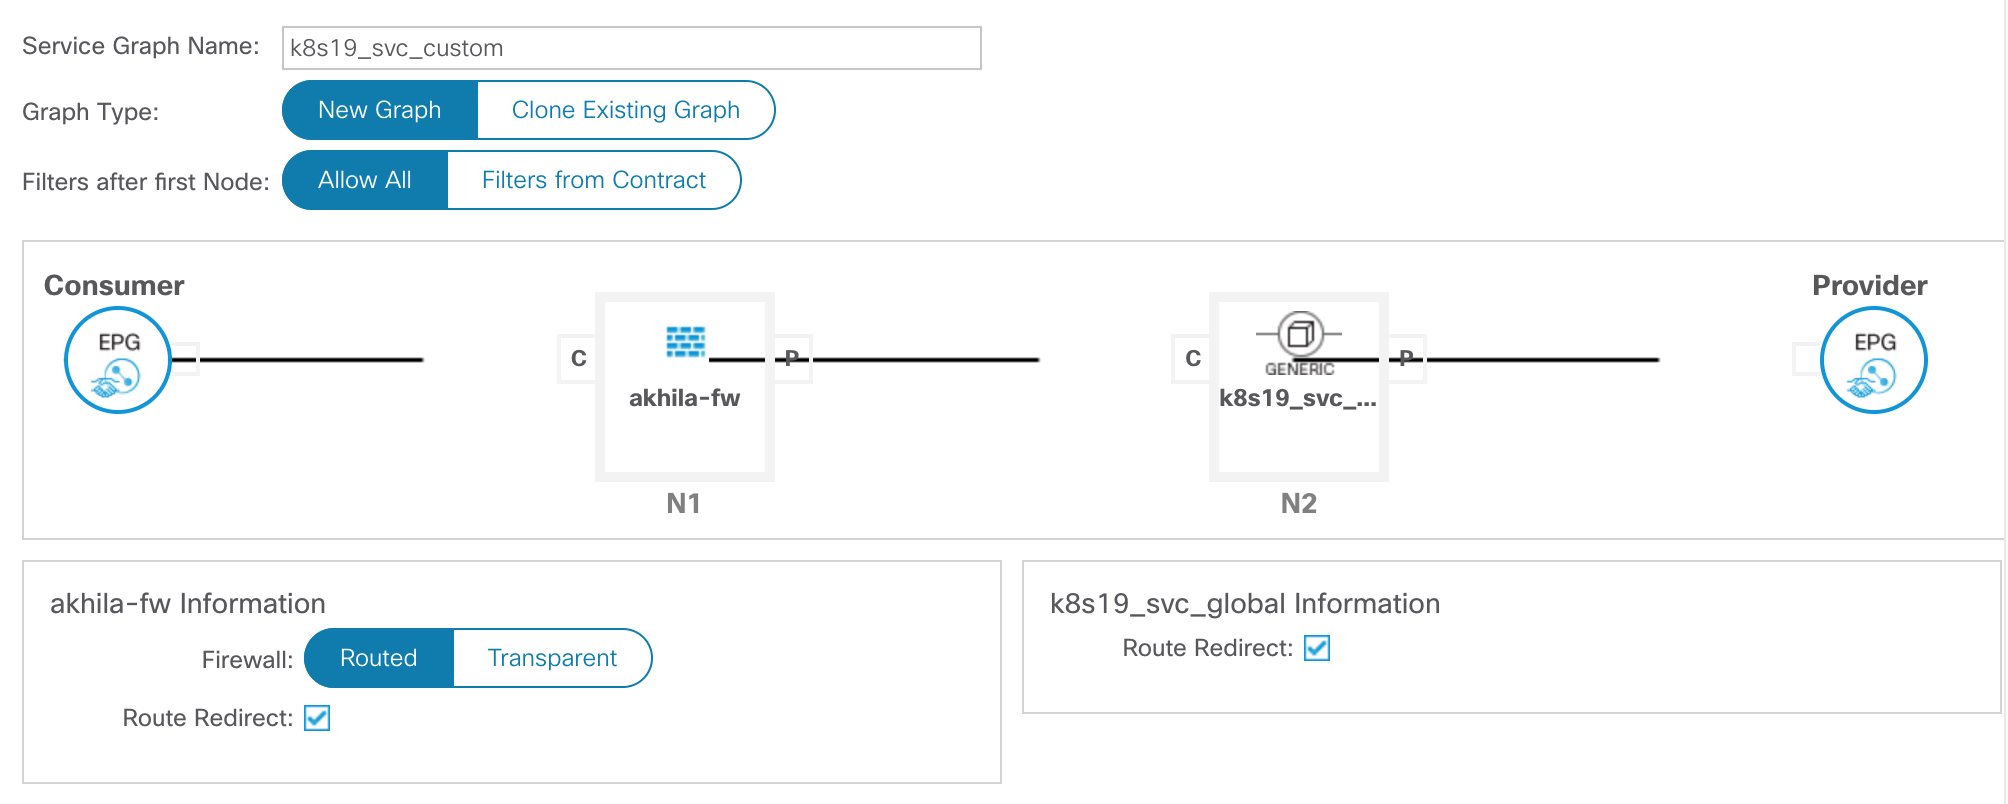 Service Graph Name: k8s19_svc_custom
Graph Type: New Graph Clone Existing Graph
Filters after first Node: Allow All Filters from Contract
Consumer Provider
EPG C P C GENERIC P EPG
akhila-fw k8s19_svc_...
N1 N2
akhila-fw Information
Firewall: Routed Transparent
Route Redirect:
k8s19_svc_global Information
Route Redirect: